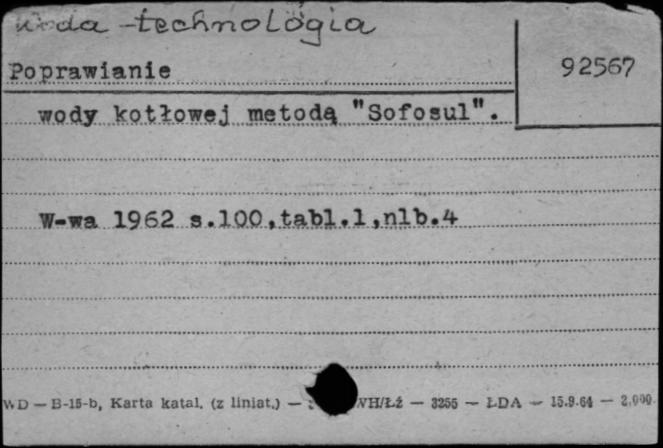 woda - technologia
Poprawianie
92567
wody kotłowej metodą "Sofosul".
W-wa 1962 s.100,tabl.1,nlb.4
WD — B-15-b, Karta katal. (z liniat.) — WH/ŁŻ — 3255 — ŁDA — 15.9.64 — 2.000